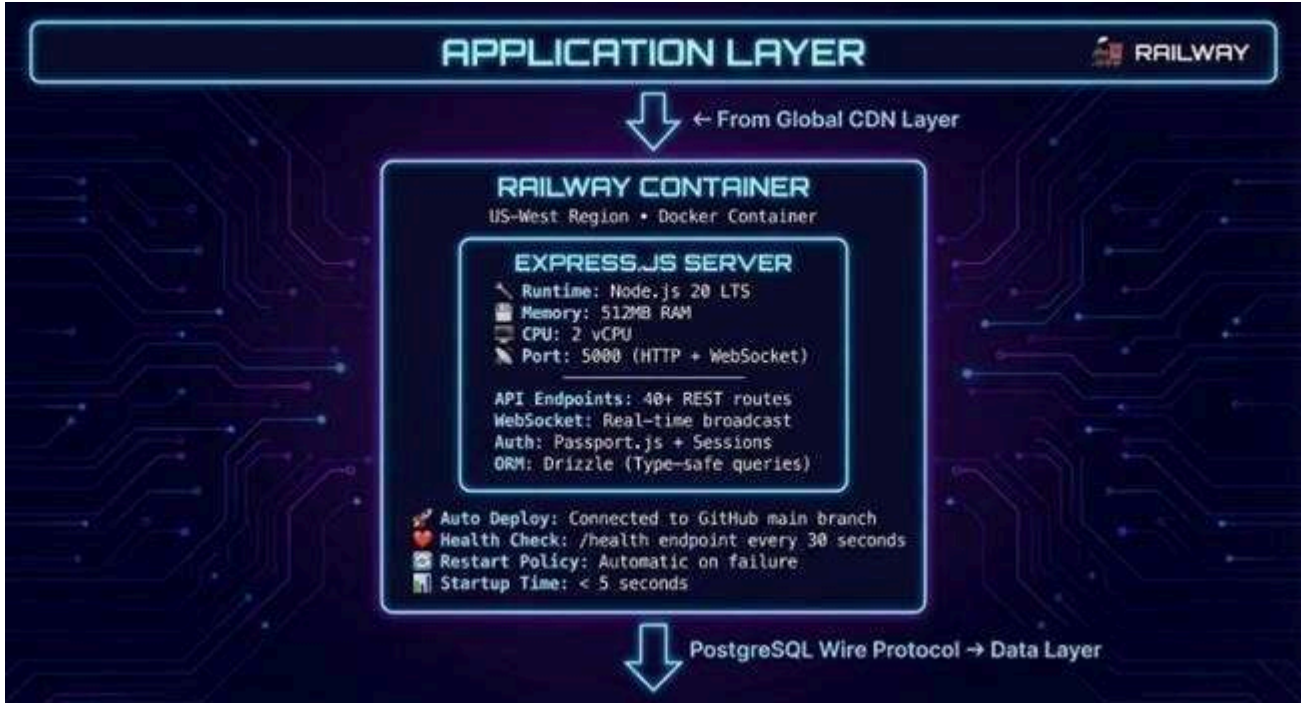 APPLICATION LAYER
RAILWAY
← From Global CDN Layer
RAILWAY CONTAINER
US-West Region • Docker Container
EXPRESS.JS SERVER
Runtime: Node.js 20 LTS
Memory: 512MB RAM
CPU: 2 vCPU
Port: 5000 (HTTP + WebSocket)
API Endpoints: 40+ REST routes
WebSocket: Real-time broadcast
Auth: Passport.js + Sessions
ORM: Drizzle (Type-safe queries)
Auto Deploy: Connected to GitHub main branch
Health Check: /health endpoint every 30 seconds
Restart Policy: Automatic on failure
Startup Time: < 5 seconds
PostgreSQL Wire Protocol → Data Layer